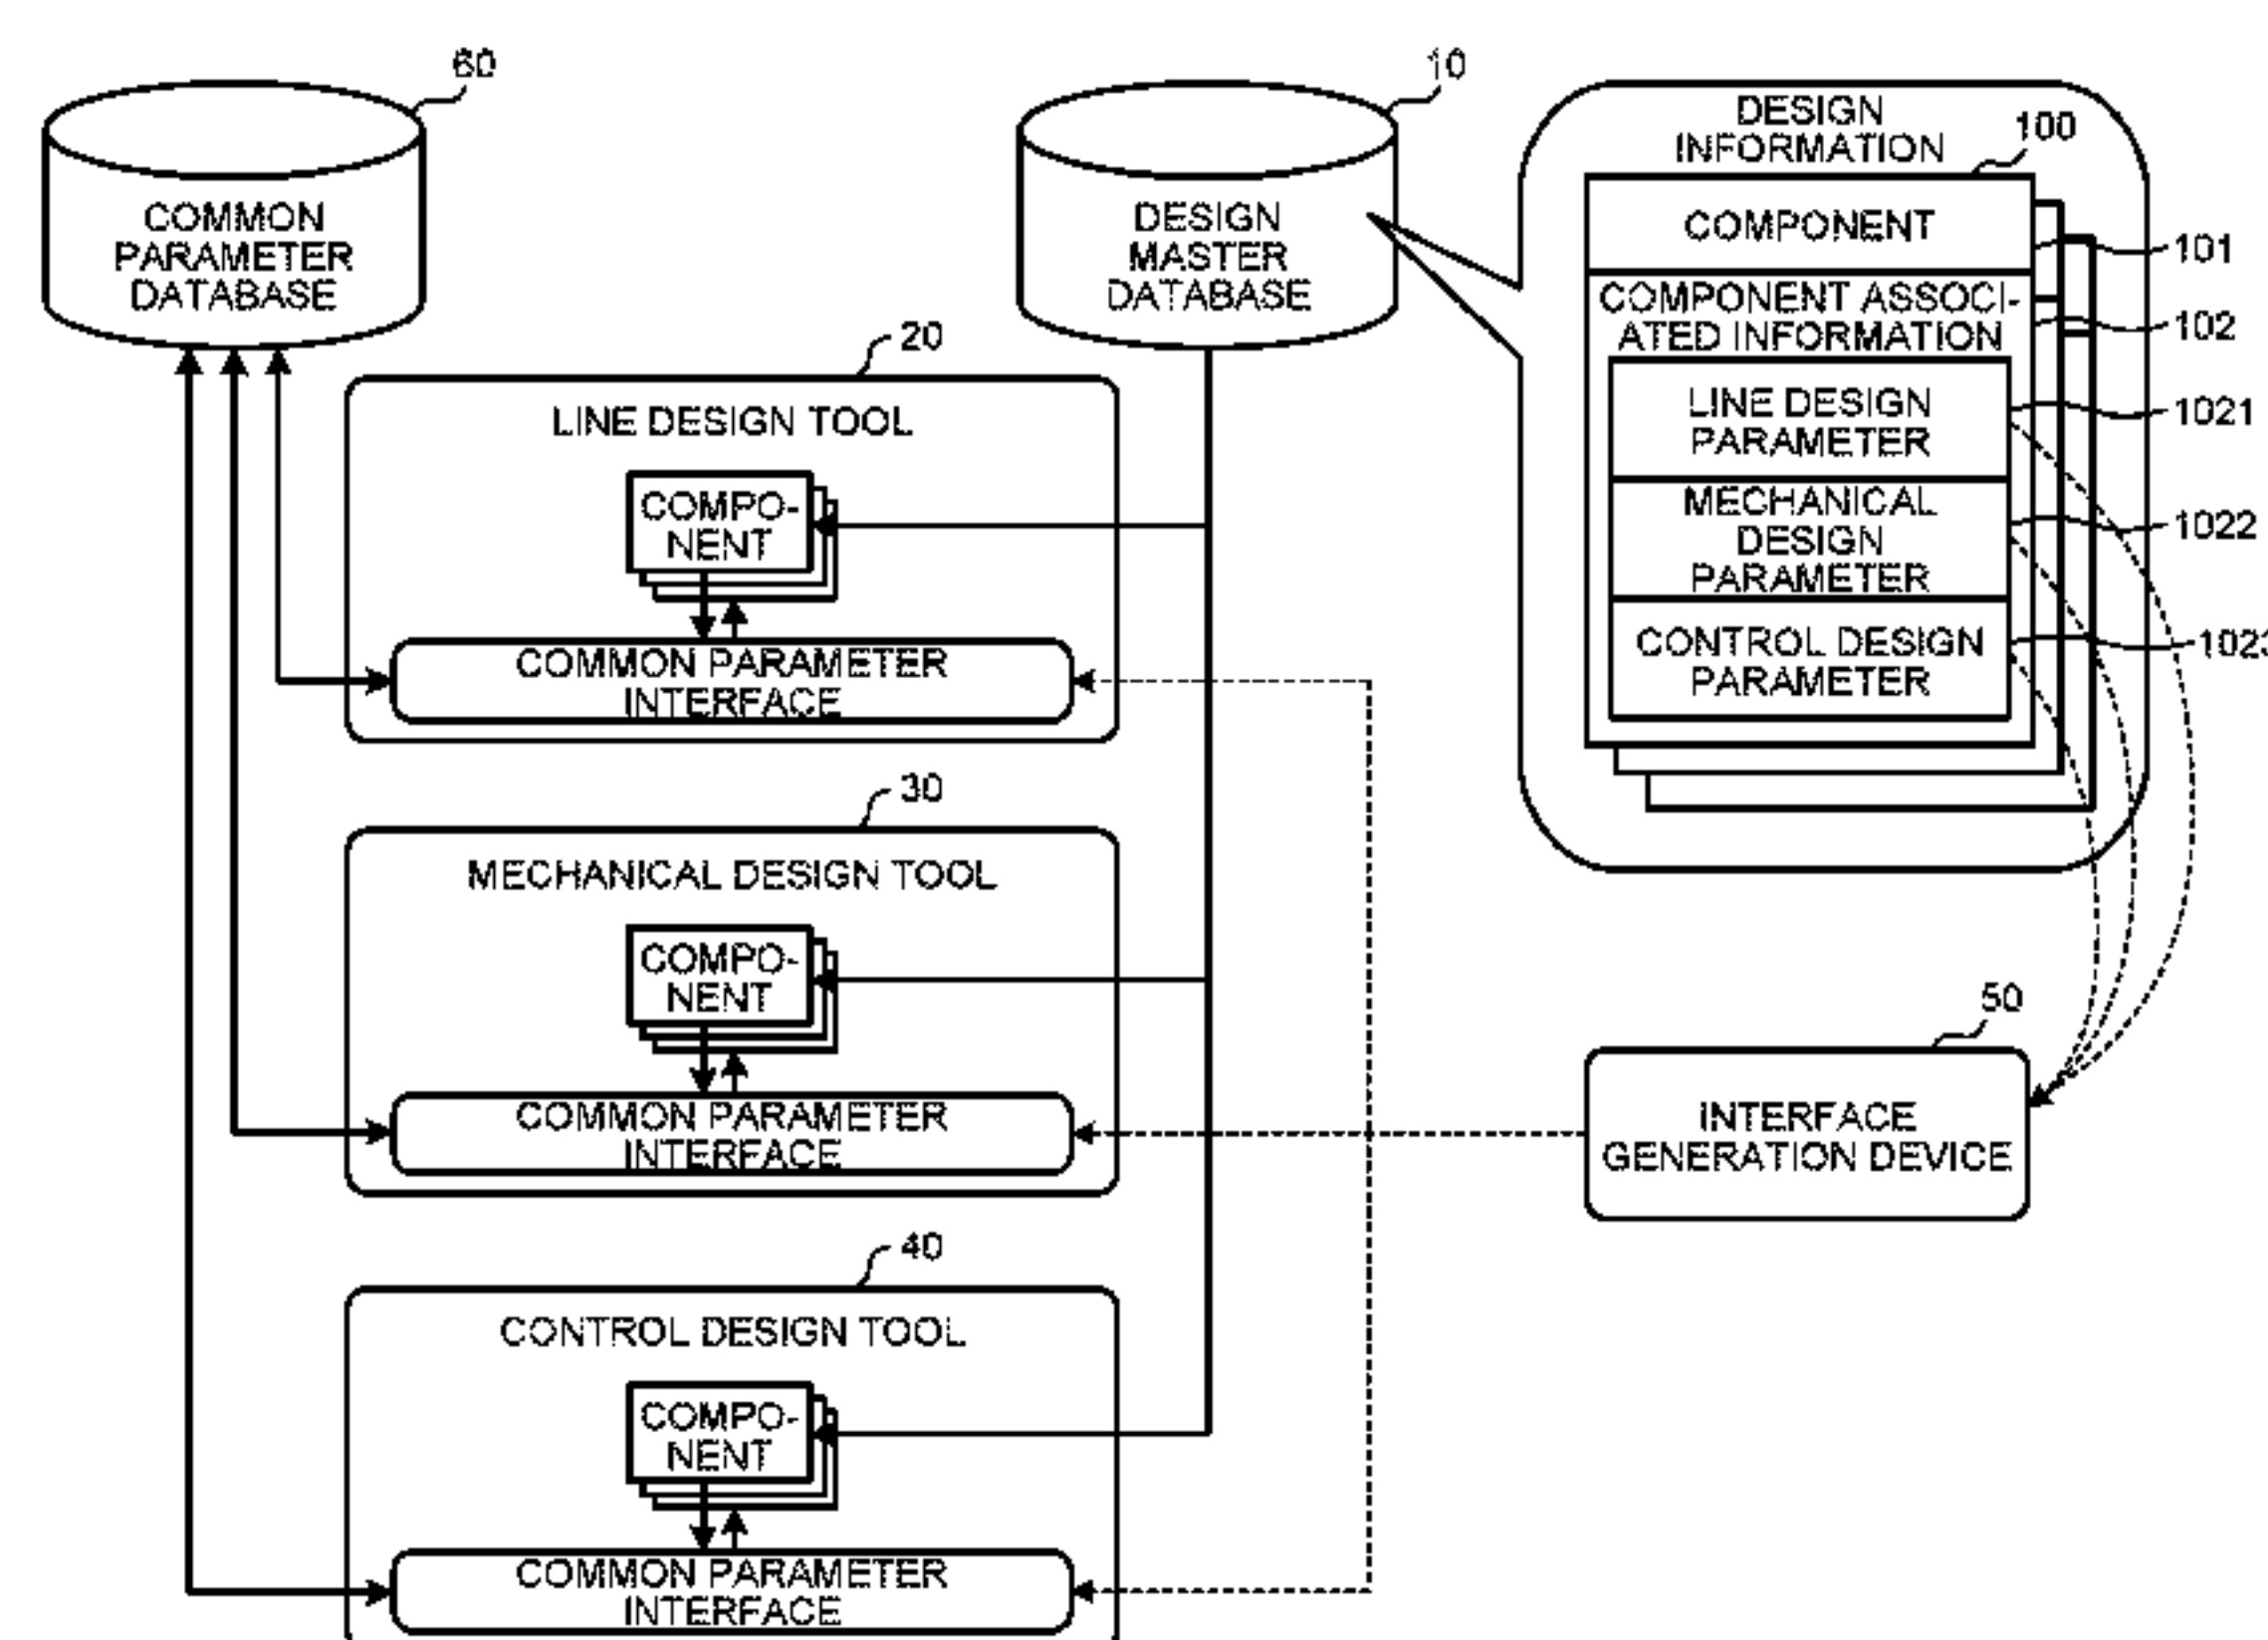 60
COMMON
PARAMETER
DATABASE
10
DESIGN
MASTER
DATABASE
DESIGN
INFORMATION
100
COMPONENT
101
COMPONENT ASSOCI-
ATED INFORMATION
102
LINE DESIGN
PARAMETER
1021
MECHANICAL
DESIGN
PARAMETER
1022
CONTROL DESIGN
PARAMETER
1023
20
LINE DESIGN TOOL
COMPO-
NENT
COMMON PARAMETER
INTERFACE
30
MECHANICAL DESIGN TOOL
COMPO-
NENT
COMMON PARAMETER
INTERFACE
50
INTERFACE
GENERATION DEVICE
40
CONTROL DESIGN TOOL
COMPO-
NENT
COMMON PARAMETER
INTERFACE